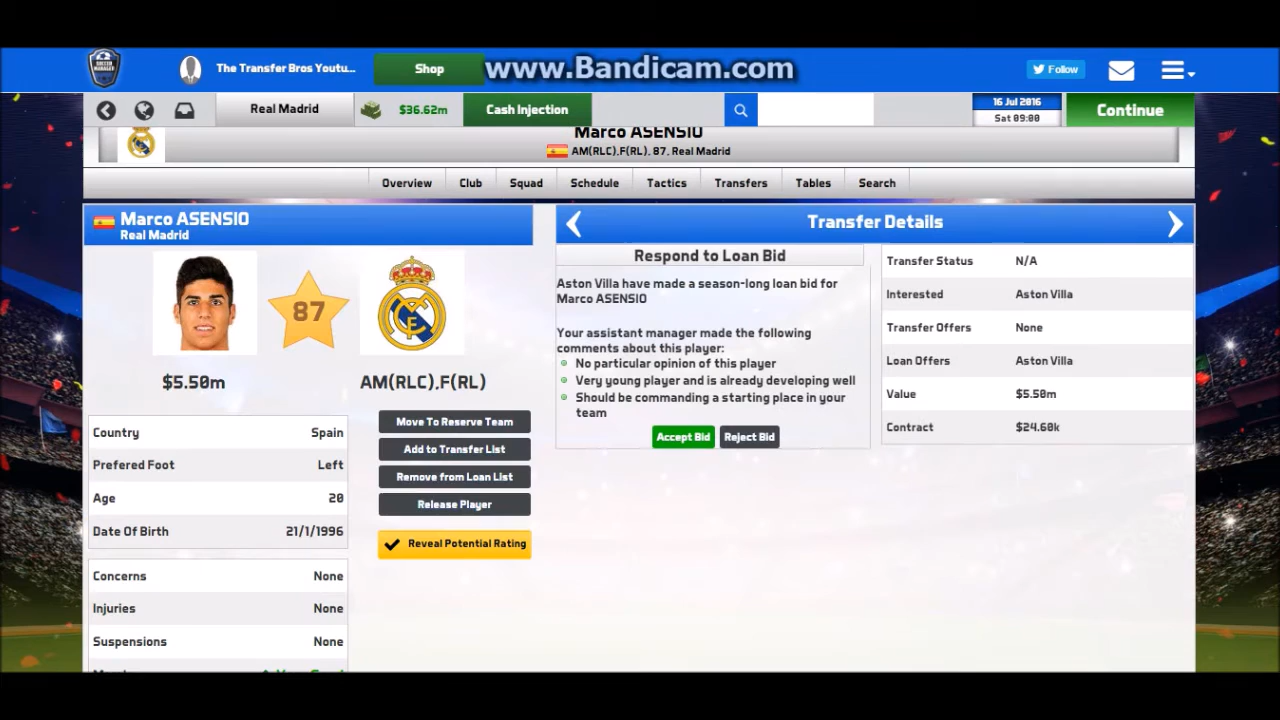 The Transfer Bros Youtu...
Shop
www.Bandicam.com
Follow
Real Madrid
$36.62m
Cash Injection
16 Jul 2016
Sat 09:00
Continue
Marco ASENSIO
AM(RLC),F(RL), 87, Real Madrid
Overview
Club
Squad
Schedule
Tactics
Transfers
Tables
Search
Marco ASENSIO
Real Madrid
87
$5.50m
AM(RLC),F(RL)
Country
Spain
Prefered Foot
Left
Age
20
Date Of Birth
21/1/1996
Concerns
None
Injuries
None
Suspensions
None
Move To Reserve Team
Add to Transfer List
Remove from Loan List
Release Player
Reveal Potential Rating
Transfer Details
Respond to Loan Bid
Aston Villa have made a season-long loan bid for
Marco ASENSIO
Your assistant manager made the following
comments about this player:
No particular opinion of this player
Very young player and is already developing well
Should be commanding a starting place in your
team
Accept Bid
Reject Bid
Transfer Status
N/A
Interested
Aston Villa
Transfer Offers
None
Loan Offers
Aston Villa
Value
$5.50m
Contract
$24.60k